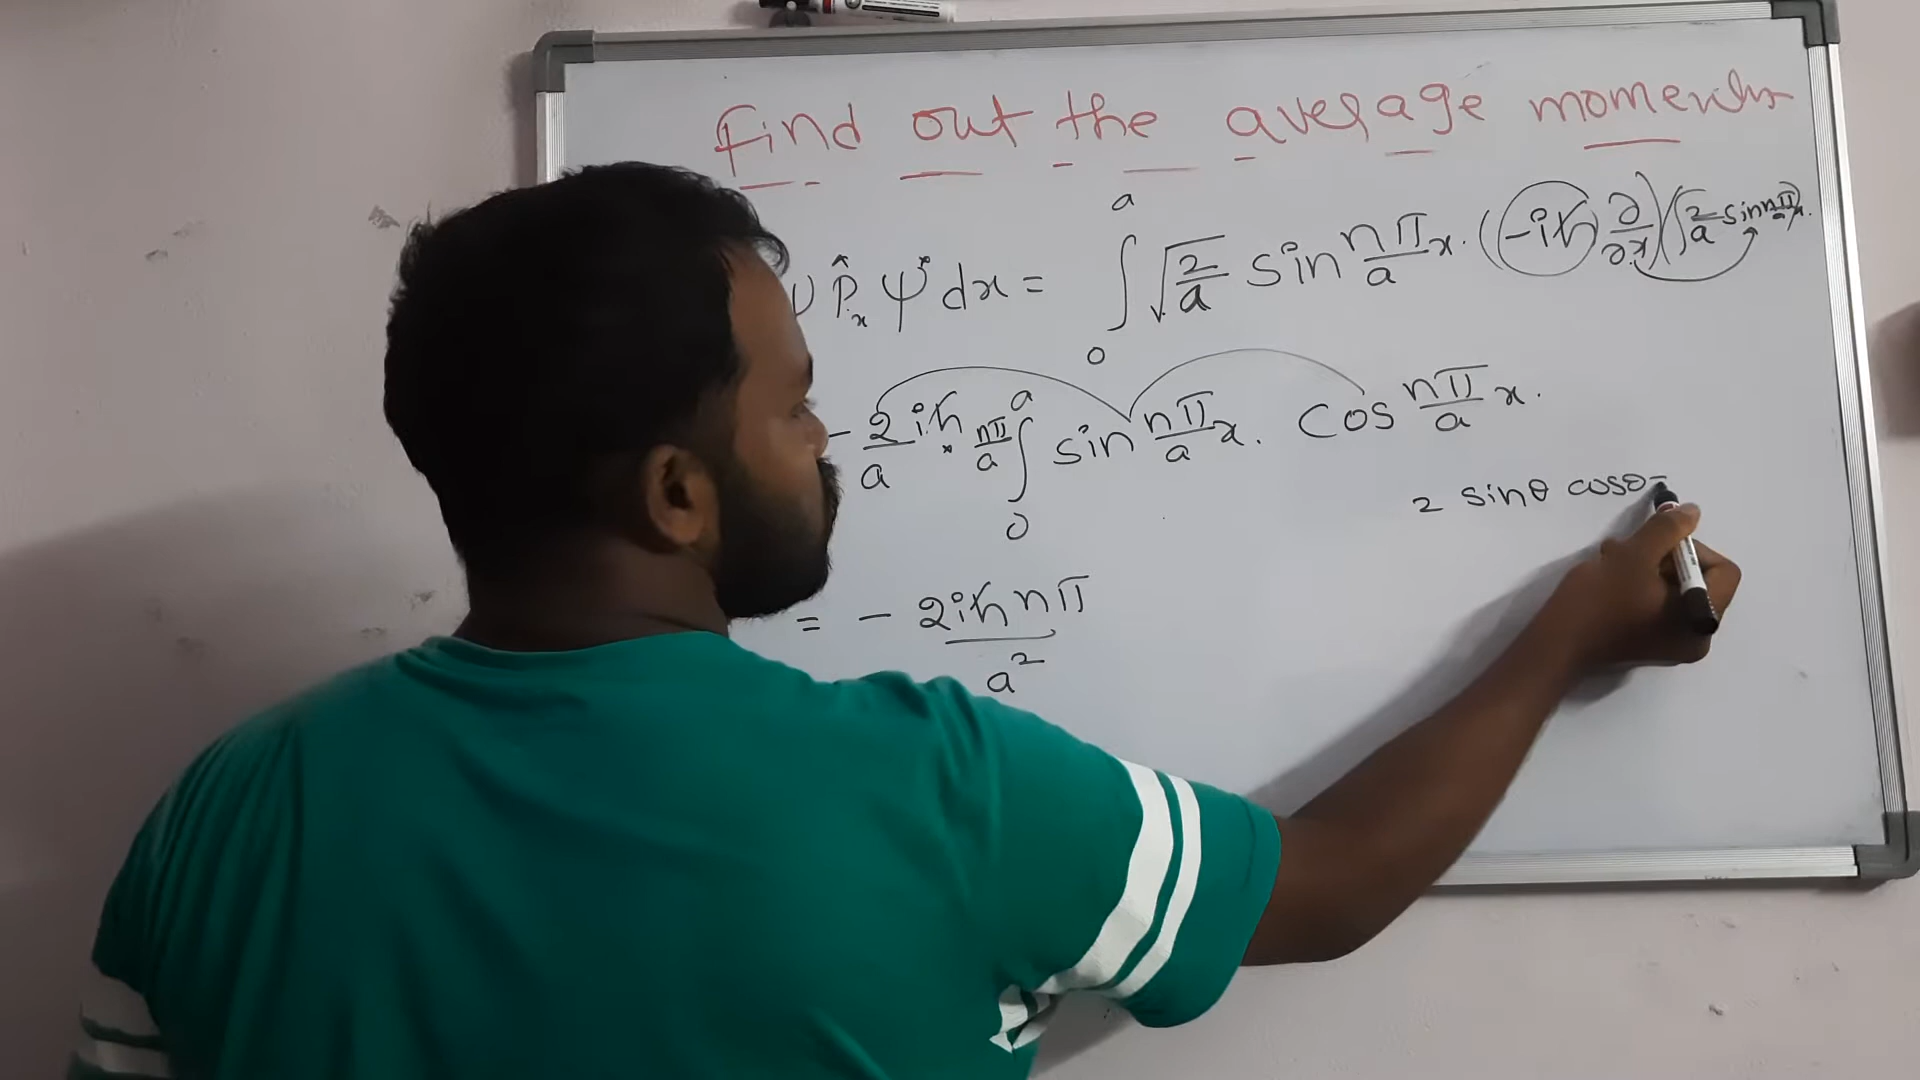 Find out the average
P̂ₓ ψ* dx = ∫₀ᵃ √(2/a) sin nπ/a x. (-iħ ∂/∂x)(√(2/a) sin nπ/a x).
- 2iħ/a × nπ/a ∫₀ᵃ sin nπ/a x. cos nπ/a x.
2 sinθ cosθ =
= - 2iħnπ/a²